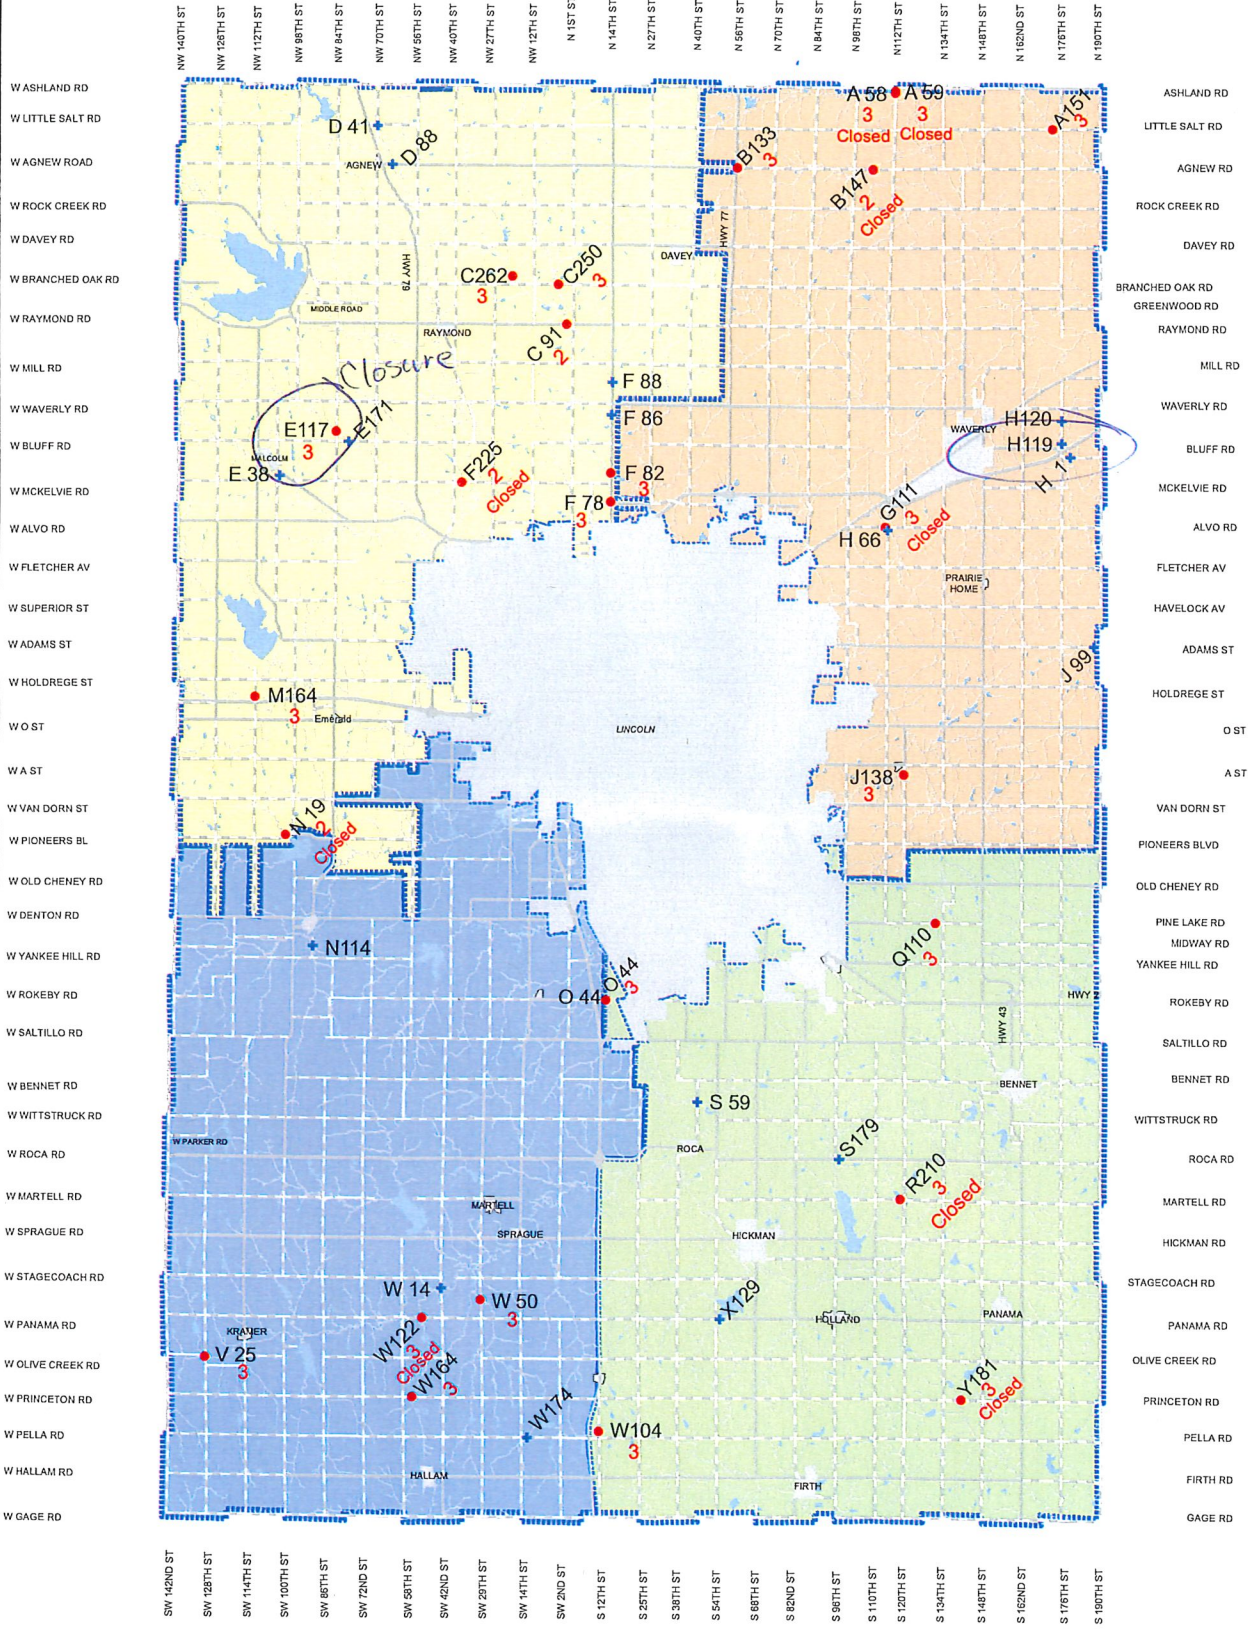 NW 140TH ST
NW 126TH ST
NW 112TH ST
NW 98TH ST
NW 84TH ST
NW 70TH ST
NW 56TH ST
NW 40TH ST
NW 27TH ST
NW 12TH ST
N 1ST ST
N 14TH ST
N 27TH ST
N 40TH ST
N 56TH ST
N 70TH ST
N 84TH ST
N 98TH ST
N112TH ST
N 134TH ST
N 148TH ST
N 162ND ST
N 176TH ST
N 190TH ST
W ASHLAND RD
W LITTLE SALT RD
W AGNEW ROAD
W ROCK CREEK RD
W DAVEY RD
W BRANCHED OAK RD
W RAYMOND RD
W MILL RD
W WAVERLY RD
W BLUFF RD
W MCKELVIE RD
W ALVO RD
W FLETCHER AV
W SUPERIOR ST
W ADAMS ST
W HOLDREGE ST
W O ST
W A ST
W VAN DORN ST
W PIONEERS BL
W OLD CHENEY RD
W DENTON RD
W YANKEE HILL RD
W ROKEBY RD
W SALTILLO RD
W BENNET RD
W WITTSTRUCK RD
W ROCA RD
W MARTELL RD
W SPRAGUE RD
W STAGECOACH RD
W PANAMA RD
W OLIVE CREEK RD
W PRINCETON RD
W PELLA RD
W HALLAM RD
W GAGE RD
D 41
D 88
AGNEW
A 58
3
Closed
A 59
3
Closed
A151
3
B133
3
B147
2
Closed
HWY 77
HWY 79
DAVEY
C262
3
C250
3
MIDDLE ROAD
RAYMOND
C 91
2
Closure
F 88
F 86
E117
3
E171
MALCOLM
E 38
F225
2
Closed
F 82
3
F 78
3
WAVERLY
H120
H119
H 1
G111
3
Closed
H 66
PRAIRIE
HOME
J 99
M164
3
Emerald
LINCOLN
J138
3
N 19
2
Closed
N114
Q110
3
O 44
O 44
3
HWY 2
HWY 43
BENNET
S 59
W PARKER RD
ROCA
S179
R210
3
Closed
MARTELL
SPRAGUE
HICKMAN
W 14
W 50
3
X129
HOLLAND
PANAMA
KRAMER
V 25
3
W122
3
Closed
W164
3
Y181
3
Closed
W174
W104
3
HALLAM
FIRTH
ASHLAND RD
LITTLE SALT RD
AGNEW RD
ROCK CREEK RD
DAVEY RD
BRANCHED OAK RD
GREENWOOD RD
RAYMOND RD
MILL RD
WAVERLY RD
BLUFF RD
MCKELVIE RD
ALVO RD
FLETCHER AV
HAVELOCK AV
ADAMS ST
HOLDREGE ST
O ST
A ST
VAN DORN ST
PIONEERS BLVD
OLD CHENEY RD
PINE LAKE RD
MIDWAY RD
YANKEE HILL RD
ROKEBY RD
SALTILLO RD
BENNET RD
WITTSTRUCK RD
ROCA RD
MARTELL RD
HICKMAN RD
STAGECOACH RD
PANAMA RD
OLIVE CREEK RD
PRINCETON RD
PELLA RD
FIRTH RD
GAGE RD
SW 142ND ST
SW 128TH ST
SW 114TH ST
SW 100TH ST
SW 86TH ST
SW 72ND ST
SW 58TH ST
SW 42ND ST
SW 29TH ST
SW 14TH ST
SW 2ND ST
S 12TH ST
S 25TH ST
S 38TH ST
S 54TH ST
S 68TH ST
S 82ND ST
S 96TH ST
S 110TH ST
S 120TH ST
S 134TH ST
S 148TH ST
S 162ND ST
S 176TH ST
S 190TH ST